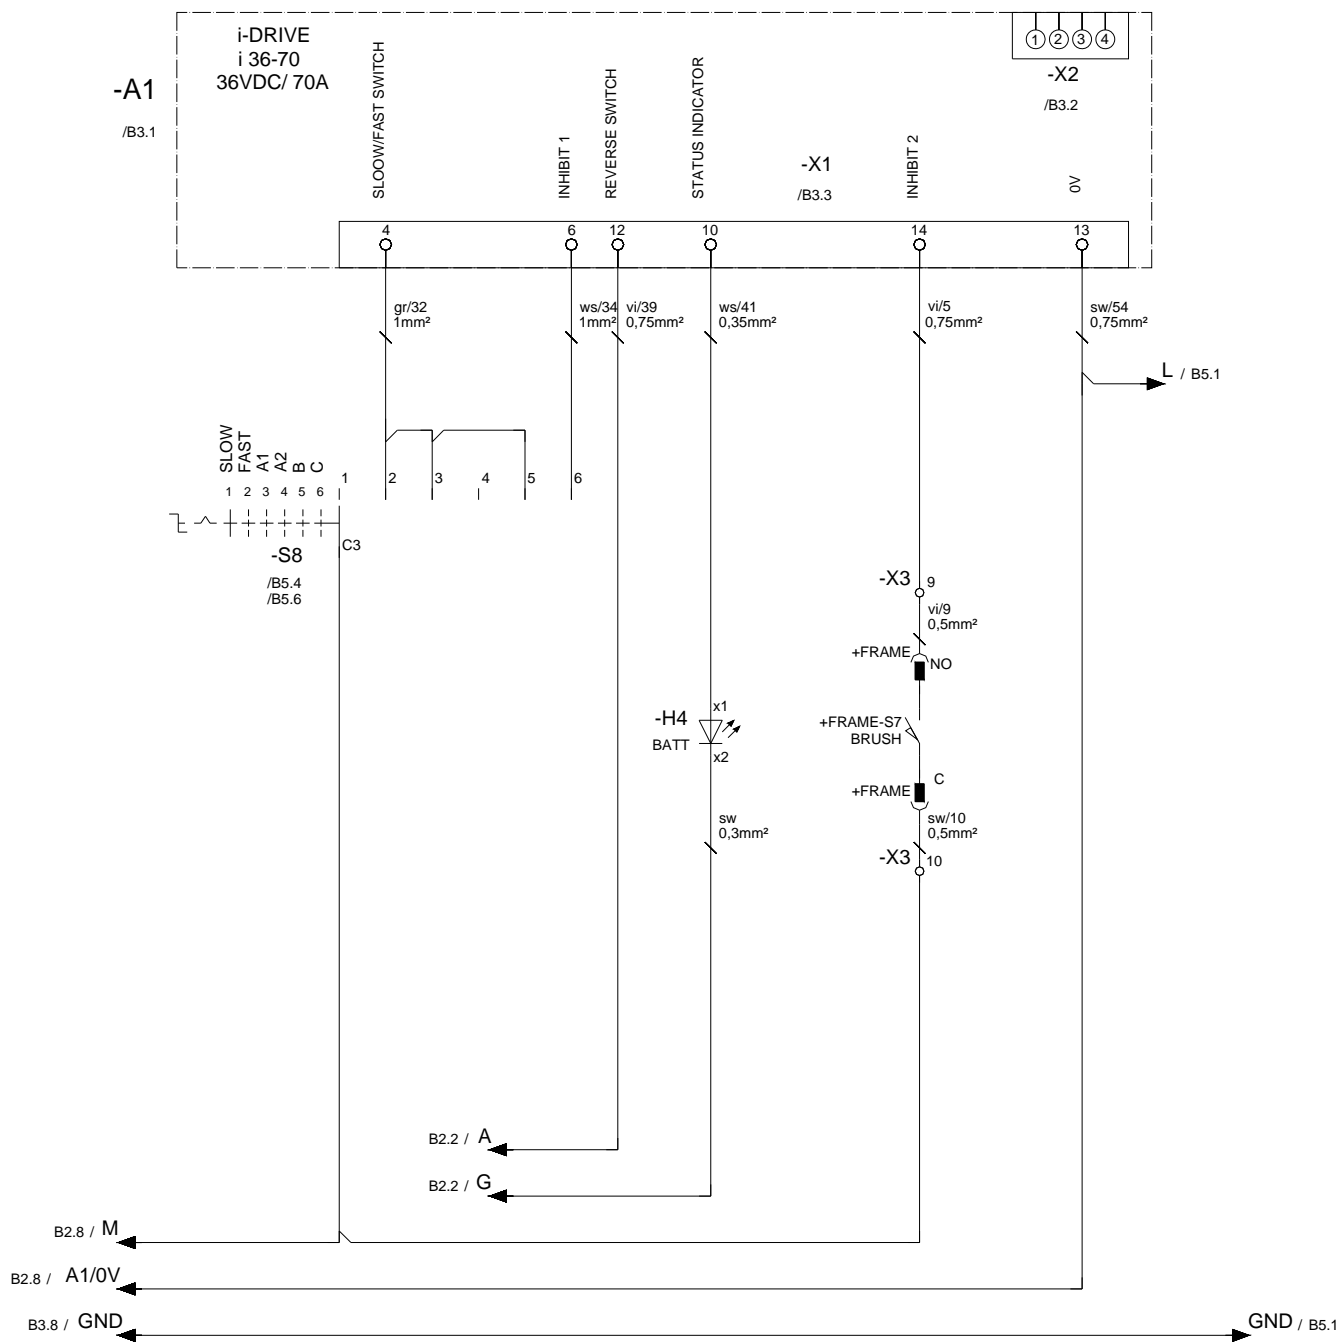 i-DRIVE
i 36-70
36VDC/ 70A
-A1
/B3.1
SLOOW/FAST SWITCH
INHIBIT 1
REVERSE SWITCH
STATUS INDICATOR
-X1
/B3.3
INHIBIT 2
0V
1 2 3 4
-X2
/B3.2
4 6 12 10 14 13
gr/32
1mm²
ws/34
1mm²
vi/39
0,75mm²
ws/41
0,35mm²
vi/5
0,75mm²
sw/54
0,75mm²
L / B5.1
SLOW
FAST
A1
A2
B
C
1 2 3 4 5 6
1 2 3 4 5 6
C3
-S8
/B5.4
/B5.6
-X3 9
vi/9
0,5mm²
+FRAME NO
-H4
BATT
x1
x2
+FRAME-S7
BRUSH
+FRAME C
sw
0,3mm²
sw/10
0,5mm²
-X3 10
B2.2 / A
B2.2 / G
B2.8 / M
B2.8 / A1/0V
B3.8 / GND
GND / B5.1